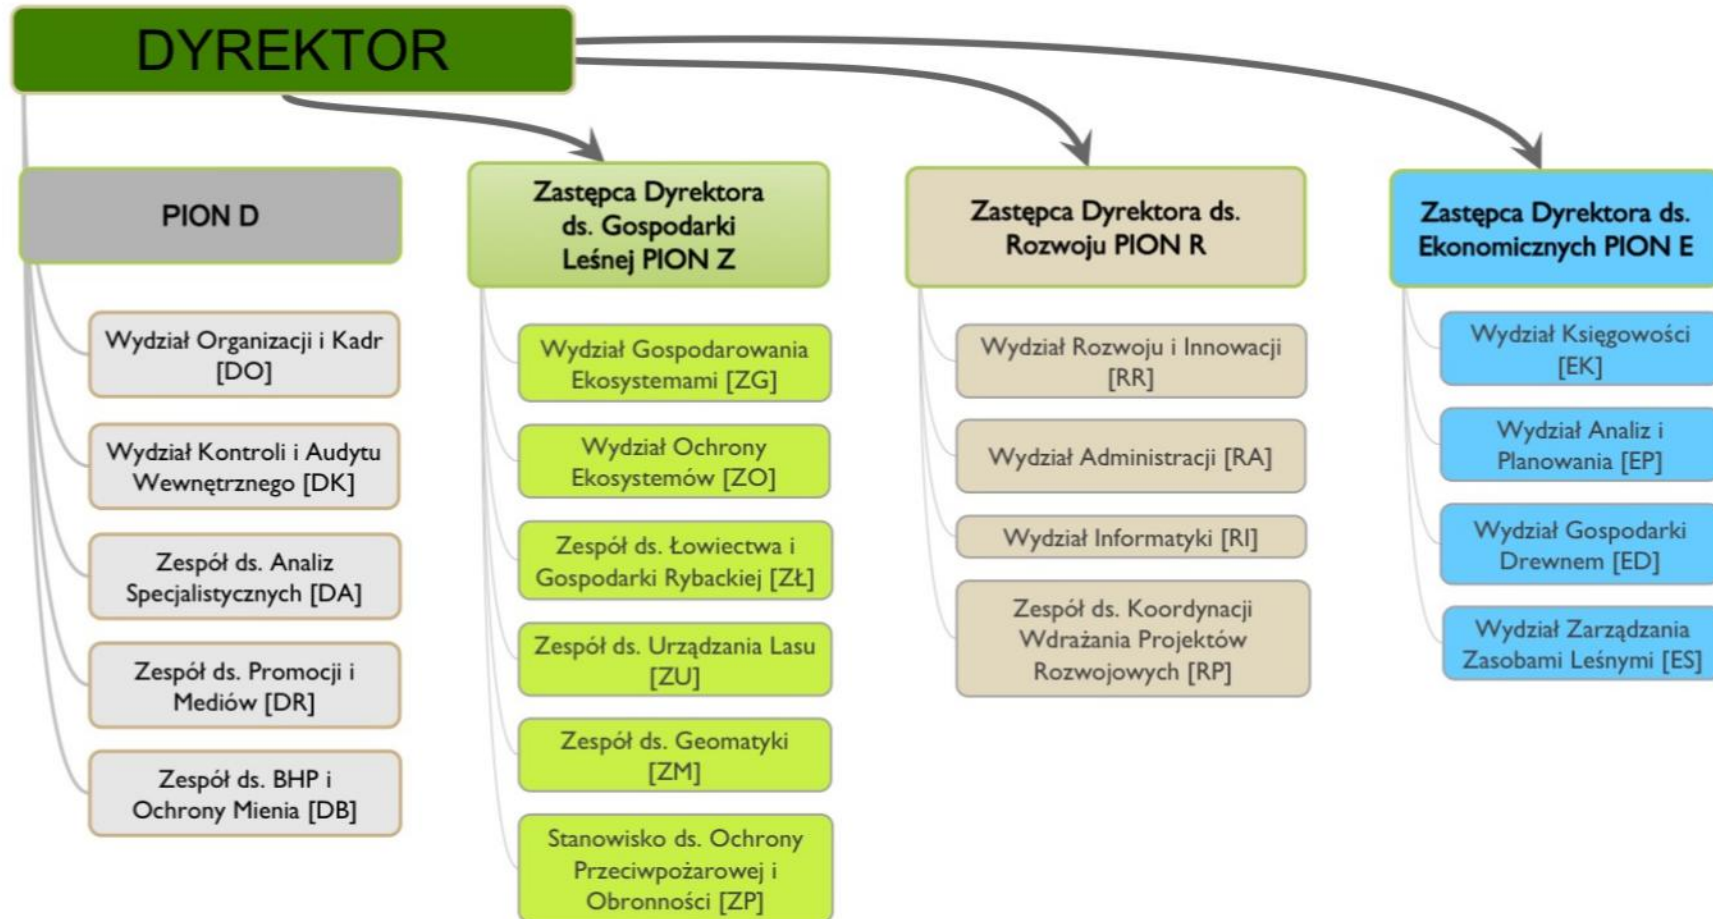 DYREKTOR
PION D
Wydział Organizacji i Kadr
[DO]
Wydział Kontroli i Audytu
Wewnętrznego [DK]
Zespół ds. Analiz
Specjalistycznych [DA]
Zespół ds. Promocji i
Mediów [DR]
Zespół ds. BHP i
Ochrony Mienia [DB]
Zastępca Dyrektora
ds. Gospodarki
Leśnej PION Z
Wydział Gospodarowania
Ekosystemami [ZG]
Wydział Ochrony
Ekosystemów [ZO]
Zespół ds. Łowiectwa i
Gospodarki Rybackiej [ZŁ]
Zespół ds. Urządzania Lasu
[ZU]
Zespół ds. Geomatyki
[ZM]
Stanowisko ds. Ochrony
Przeciwpożarowej i
Obronności [ZP]
Zastępca Dyrektora ds.
Rozwoju PION R
Wydział Rozwoju i Innowacji
[RR]
Wydział Administracji [RA]
Wydział Informatyki [RI]
Zespół ds. Koordynacji
Wdrażania Projektów
Rozwojowych [RP]
Zastępca Dyrektora ds.
Ekonomicznych PION E
Wydział Księgowości
[EK]
Wydział Analiz i
Planowania [EP]
Wydział Gospodarki
Drewnem [ED]
Wydział Zarządzania
Zasobami Leśnymi [ES]